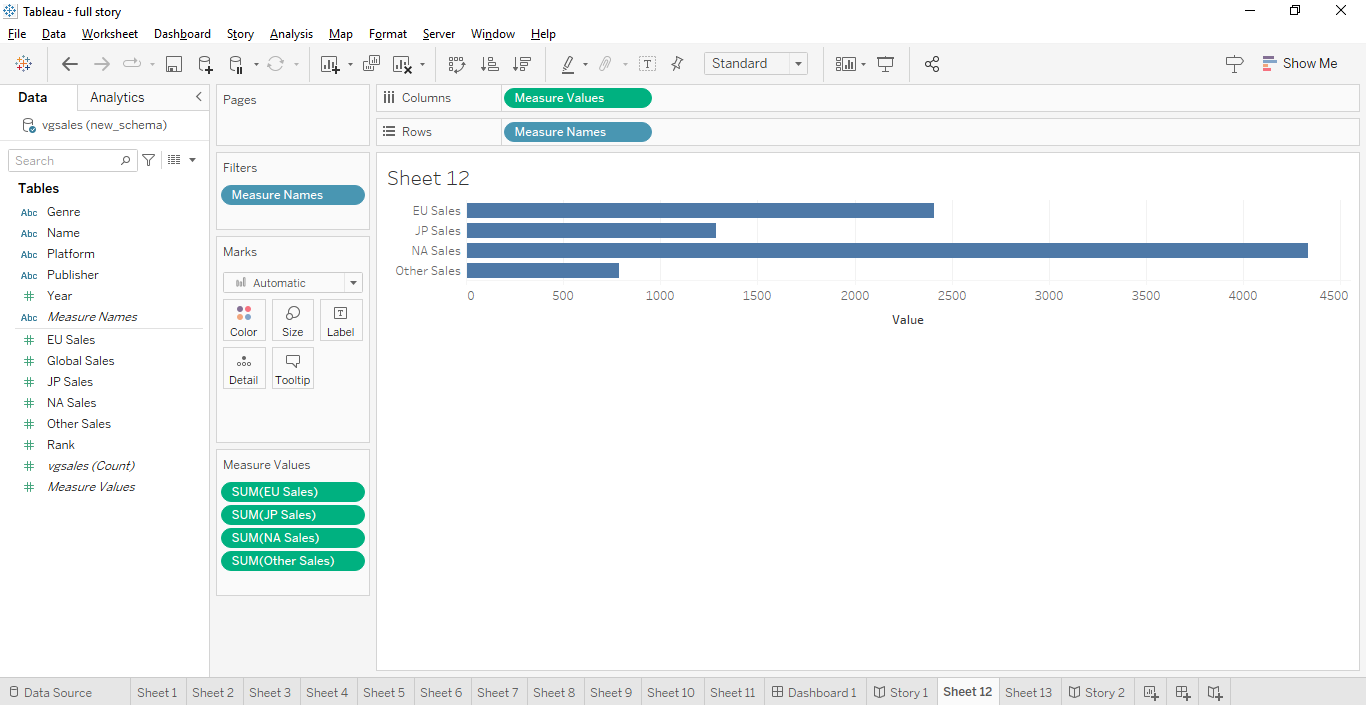 Tableau - full story
File Data Worksheet Dashboard Story Analysis Map Format Server Window Help
Standard
Show Me
Data Analytics
vgsales (new_schema)
Search
Tables
Abc Genre
Abc Name
Abc Platform
Abc Publisher
Year
Abc Measure Names
EU Sales
Global Sales
JP Sales
NA Sales
Other Sales
Rank
vgsales (Count)
Measure Values
Pages
Filters
Measure Names
Marks
Automatic
Color Size T Label
Detail Tooltip
Measure Values
SUM(EU Sales)
SUM(JP Sales)
SUM(NA Sales)
SUM(Other Sales)
Columns Measure Values
Rows Measure Names
Sheet 12
EU Sales
JP Sales
NA Sales
Other Sales
0 500 1000 1500 2000 2500 3000 3500 4000 4500
Value
Data Source Sheet 1 Sheet 2 Sheet 3 Sheet 4 Sheet 5 Sheet 6 Sheet 7 Sheet 8 Sheet 9 Sheet 10 Sheet 11 Dashboard 1 Story 1 Sheet 12 Sheet 13 Story 2